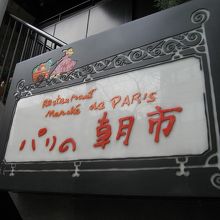 Restaurant
Marché de PARIS
パリの朝市